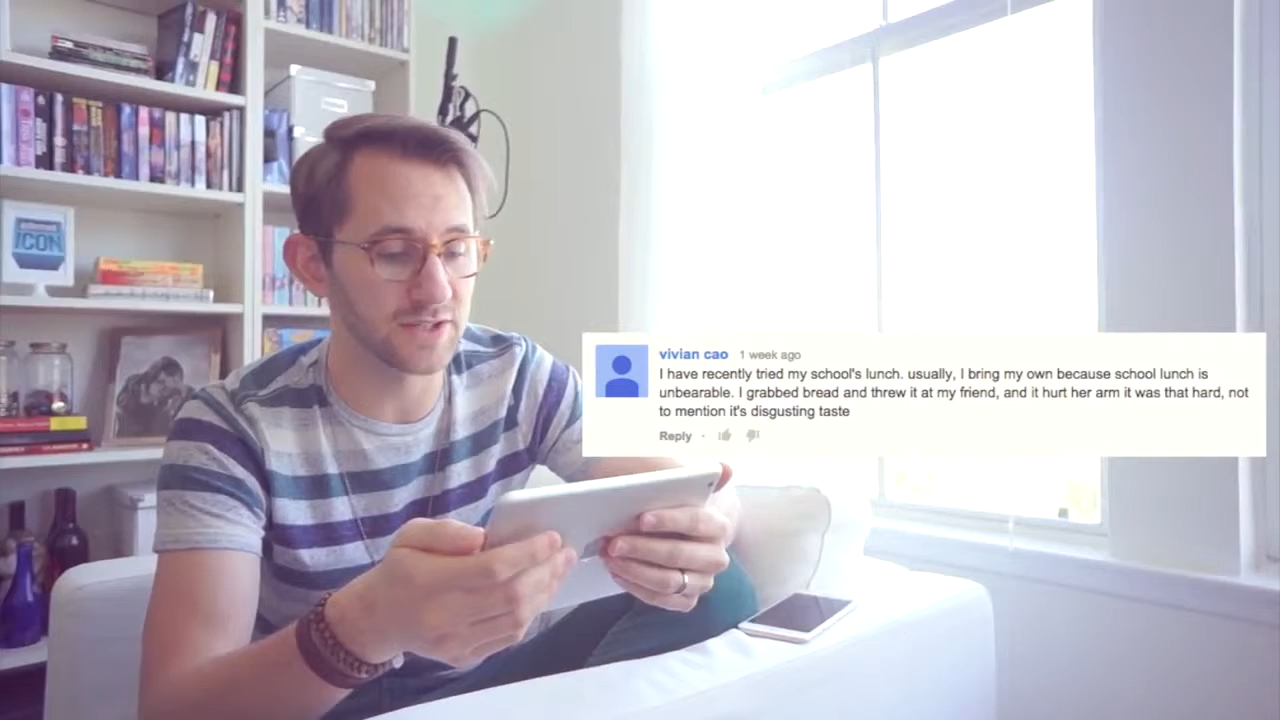 ICON
vivian cao 1 week ago
I have recently tried my school's lunch. usually, I bring my own because school lunch is
unbearable. I grabbed bread and threw it at my friend, and it hurt her arm it was that hard, not
to mention it's disgusting taste
Reply ·